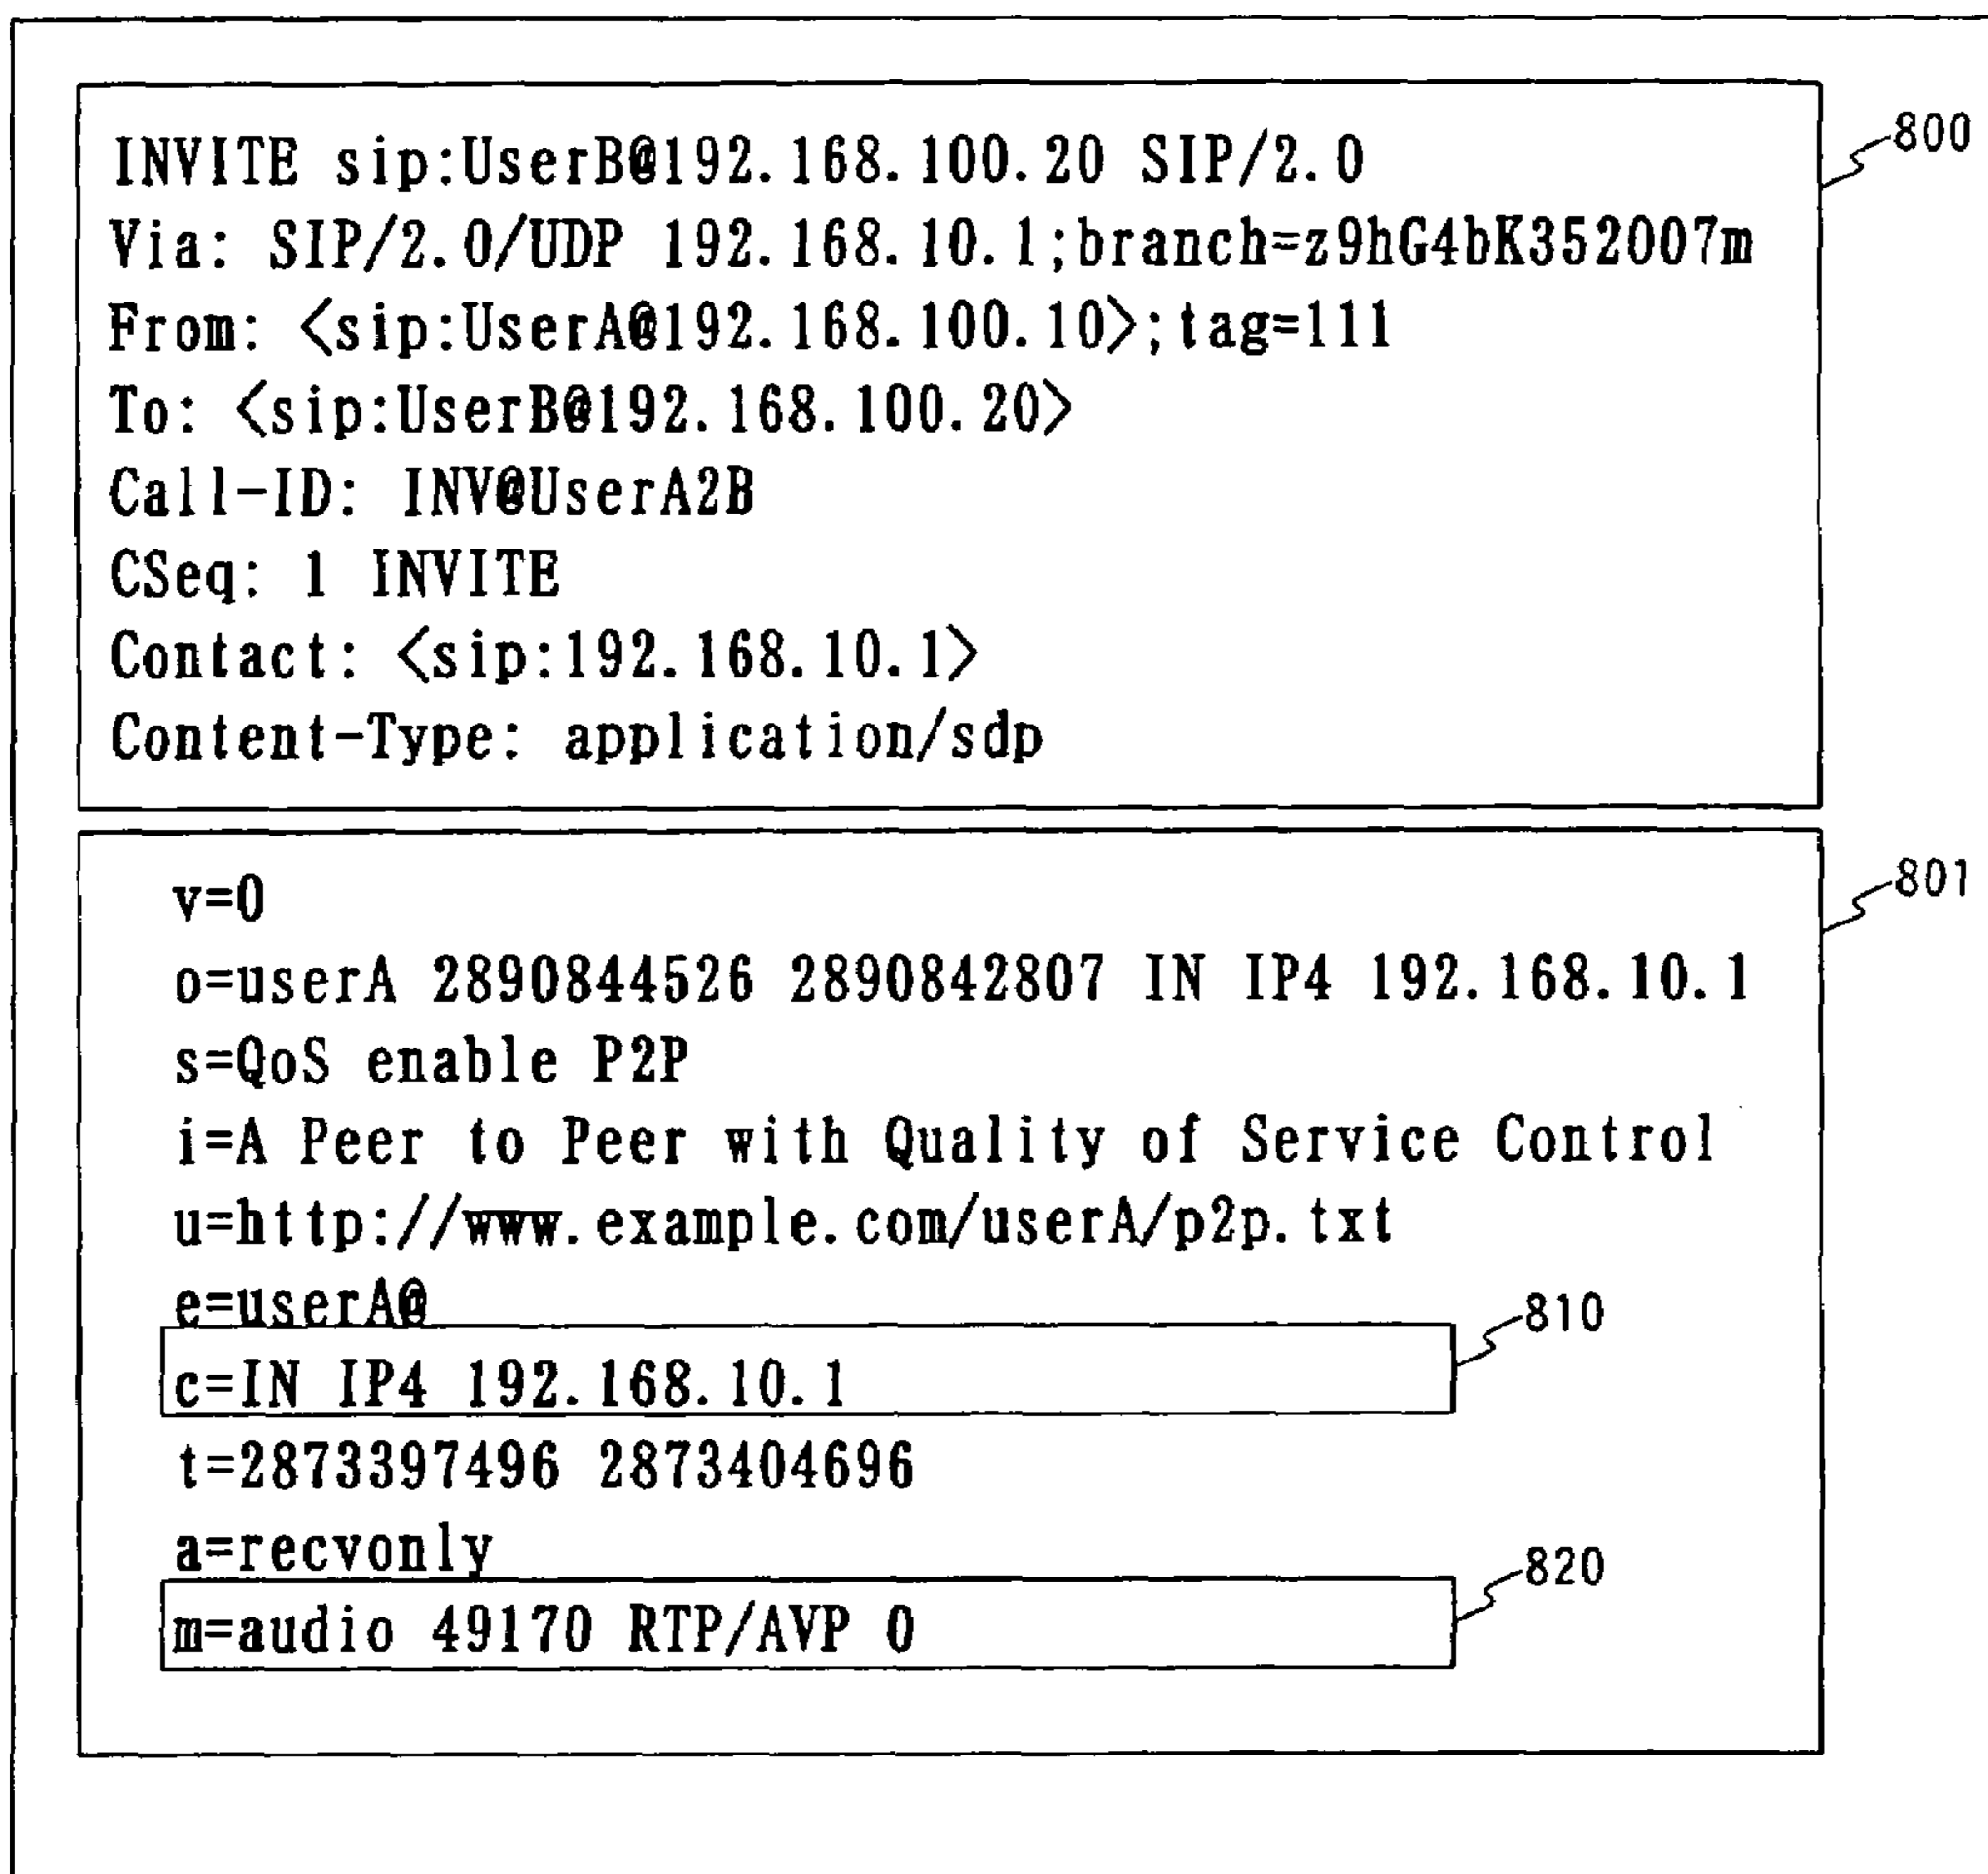 INVITE sip:UserB@192.168.100.20 SIP/2.0
800
Via: SIP/2.0/UDP 192.168.10.1;branch=z9hG4bK352007m
From: <sip:UserA@192.168.100.10>;tag=111
To: <sip:UserB@192.168.100.20>
Call-ID: INV@UserA2B
CSeq: 1 INVITE
Contact: <sip:192.168.10.1>
Content-Type: application/sdp
v=0
801
o=userA 2890844526 2890842807 IN IP4 192.168.10.1
s=QoS enable P2P
i=A Peer to Peer with Quality of Service Control
u=http://www.example.com/userA/p2p.txt
e=userA@
810
c=IN IP4 192.168.10.1
t=2873397496 2873404696
a=recvonly
820
m=audio 49170 RTP/AVP 0